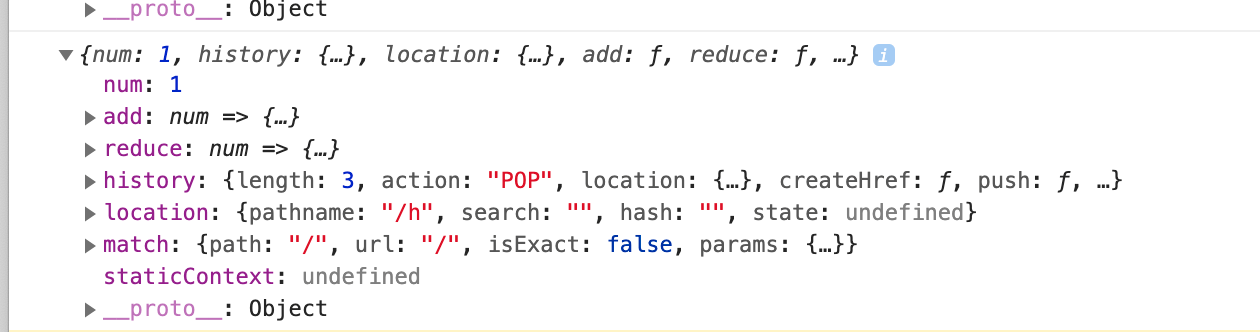 __proto__: Object
{num: 1, history: {…}, location: {…}, add: ƒ, reduce: ƒ, …} i
num: 1
add: num => {…}
reduce: num => {…}
history: {length: 3, action: "POP", location: {…}, createHref: ƒ, push: ƒ, …}
location: {pathname: "/h", search: "", hash: "", state: undefined}
match: {path: "/", url: "/", isExact: false, params: {…}}
staticContext: undefined
__proto__: Object